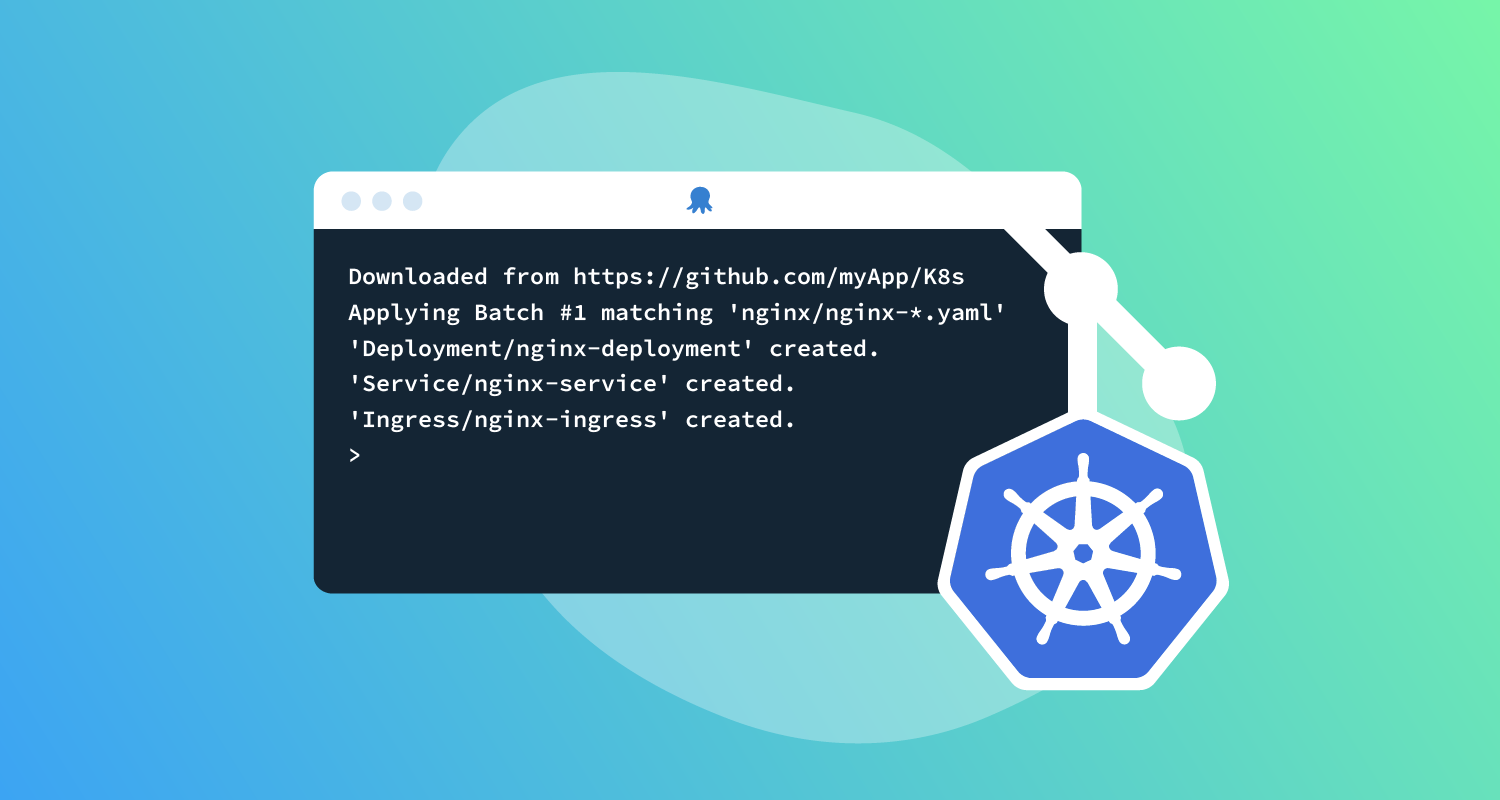 Downloaded from https://github.com/myApp/K8s
Applying Batch #1 matching 'nginx/nginx-*.yaml'
'Deployment/nginx-deployment' created.
'Service/nginx-service' created.
'Ingress/nginx-ingress' created.
>